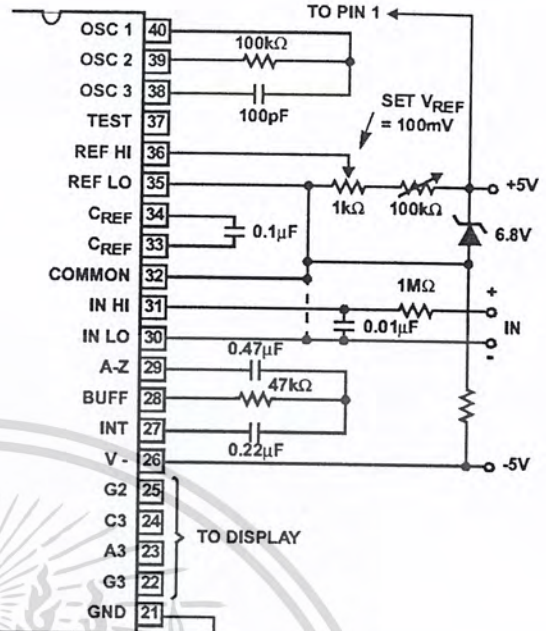 TO PIN 1
OSC 1 40
100kΩ
OSC 2 39
OSC 3 38
100pF
SET VREF
= 100mV
TEST 37
REF HI 36
REF LO 35
1kΩ
100kΩ
+5V
CREF 34
0.1µF
6.8V
CREF 33
COMMON 32
1MΩ
+
IN HI 31
0.01µF
IN
IN LO 30
-
0.47µF
A-Z 29
47kΩ
BUFF 28
INT 27
0.22µF
V - 26
-5V
G2 25
C3 24
TO DISPLAY
A3 23
G3 22
GND 21